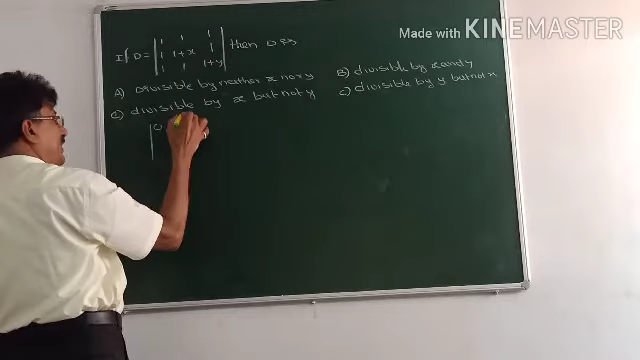 Made with KINEMASTER
If D = | 1 1 1 | then D is
| 1 1+x 1 |
| 1 1 1+y |
A) Divisible by neither x nor y
B) divisible by x and y
C) divisible by x but not y
C) divisible by y but not x
| 0